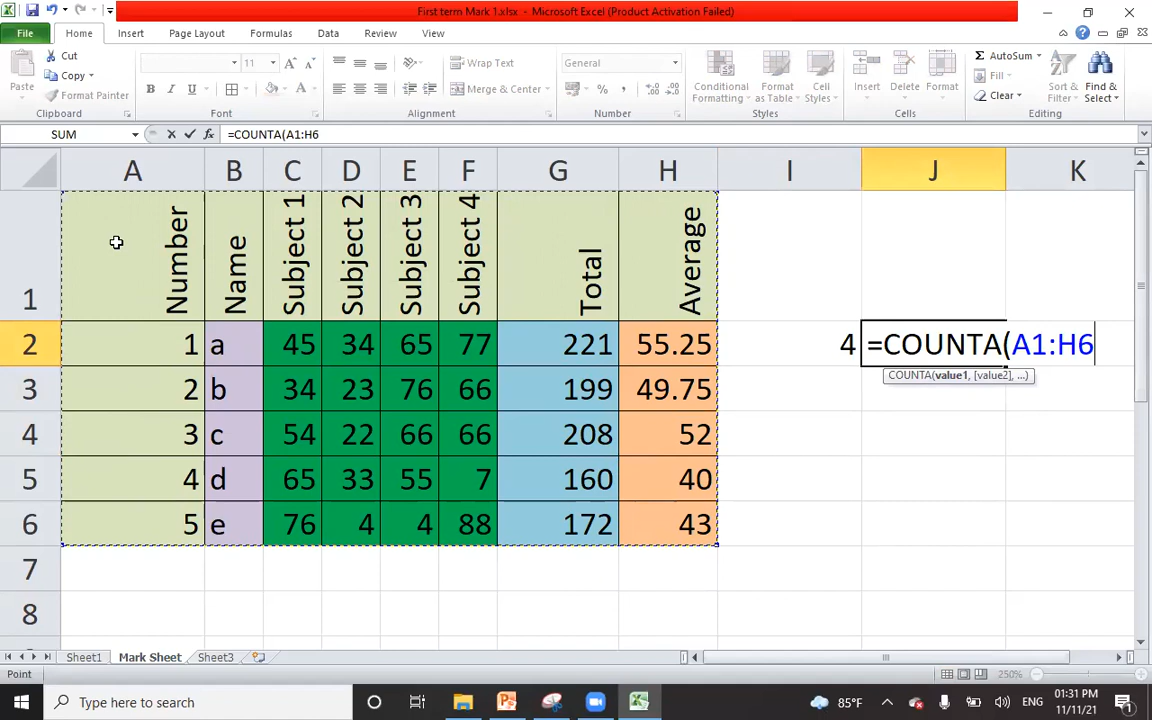 First term Mark 1.xlsx - Microsoft Excel (Product Activation Failed)
File Home Insert Page Layout Formulas Data Review View
Paste Cut Copy Format Painter
11 B I U A A A
Wrap Text Merge & Center
General % ,
Conditional Formatting Format as Table Cell Styles
Insert Delete Format
AutoSum Fill Clear Sort & Filter Find & Select
Clipboard Font Alignment Number Styles Cells Editing
SUM fx =COUNTA(A1:H6
A B C D E F G H I J K
1 Number Name Subject 1 Subject 2 Subject 3 Subject 4 Total Average
2 1 a 45 34 65 77 221 55.25 4 =COUNTA(A1:H6
COUNTA(value1, [value2], ...)
3 2 b 34 23 76 66 199 49.75
4 3 c 54 22 66 66 208 52
5 4 d 65 33 55 7 160 40
6 5 e 76 4 4 88 172 43
7
8
Sheet1 Mark Sheet Sheet3
Point 250%
Type here to search 85°F ENG 01:31 PM
11/11/21 1